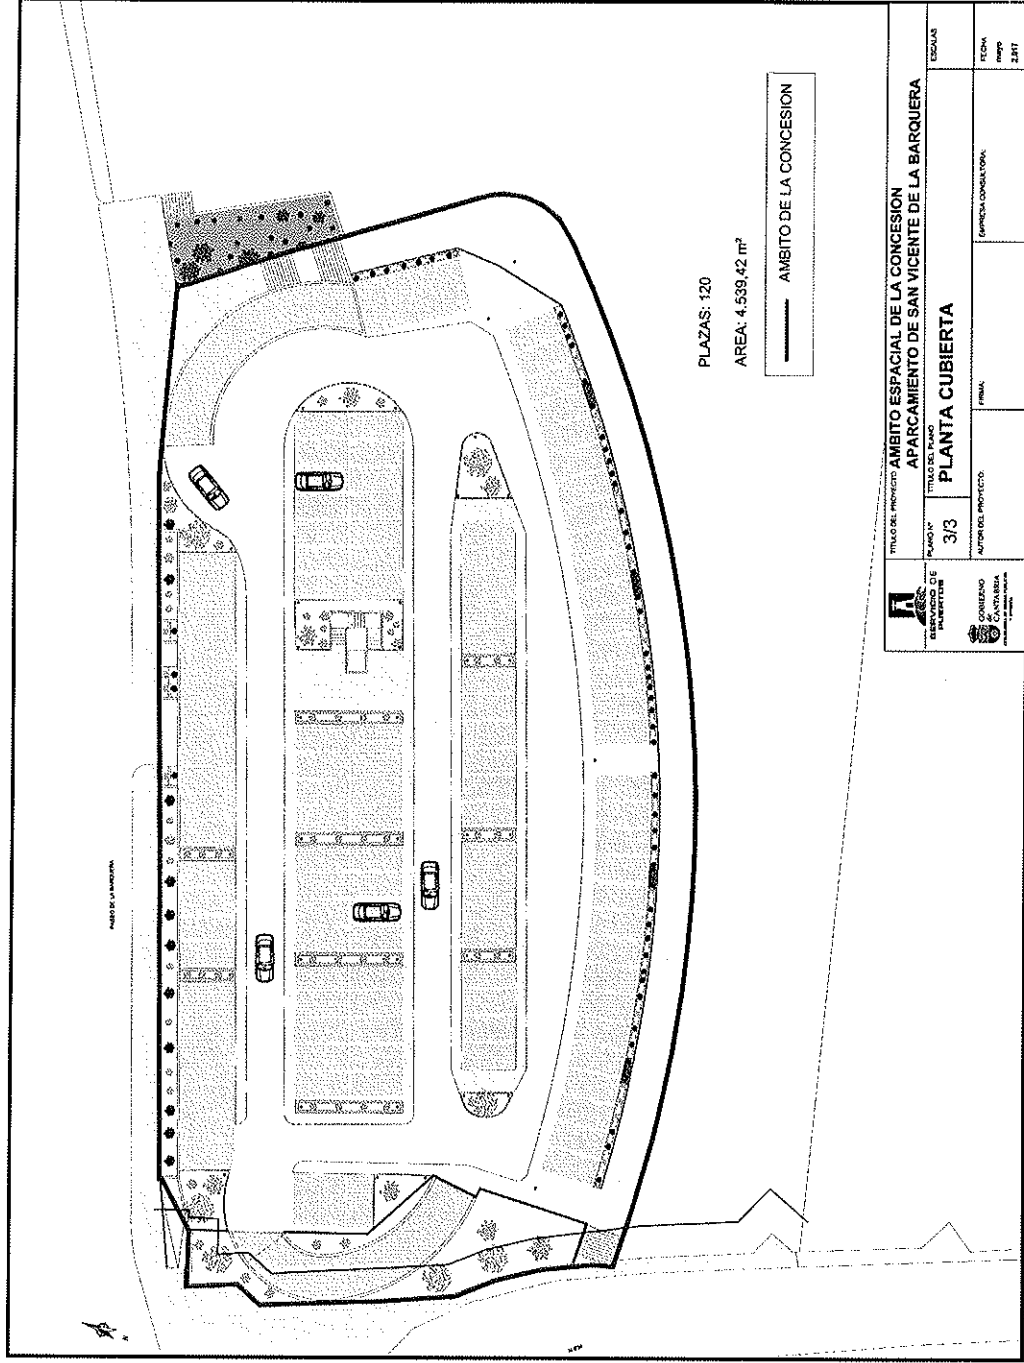 PASEO DE LA BARQUERA
N
PLAZAS: 120
AREA: 4.539,42 m²
AMBITO DE LA CONCESION
SERVICIO DE
PUERTOS
GOBIERNO
de
CANTABRIA
TITULO DEL PROYECTO
AMBITO ESPACIAL DE LA CONCESION
APARCAMIENTO DE SAN VICENTE DE LA BARQUERA
PLANO Nº
3/3
TITULO DEL PLANO
PLANTA CUBIERTA
ESCALAS
AUTOR DEL PROYECTO:
FIRMA:
EMPRESA CONSULTORA:
FECHA
mayo
2.017